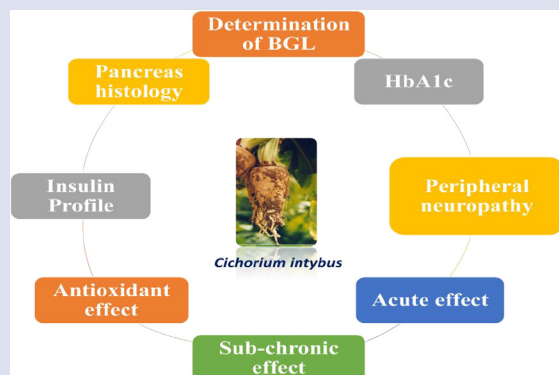 Determination
of BGL
HbA1c
Peripheral
neuropathy
Acute effect
Sub-chronic
effect
Antioxidant
effect
Insulin
Profile
Pancreas
histology
Cichorium intybus